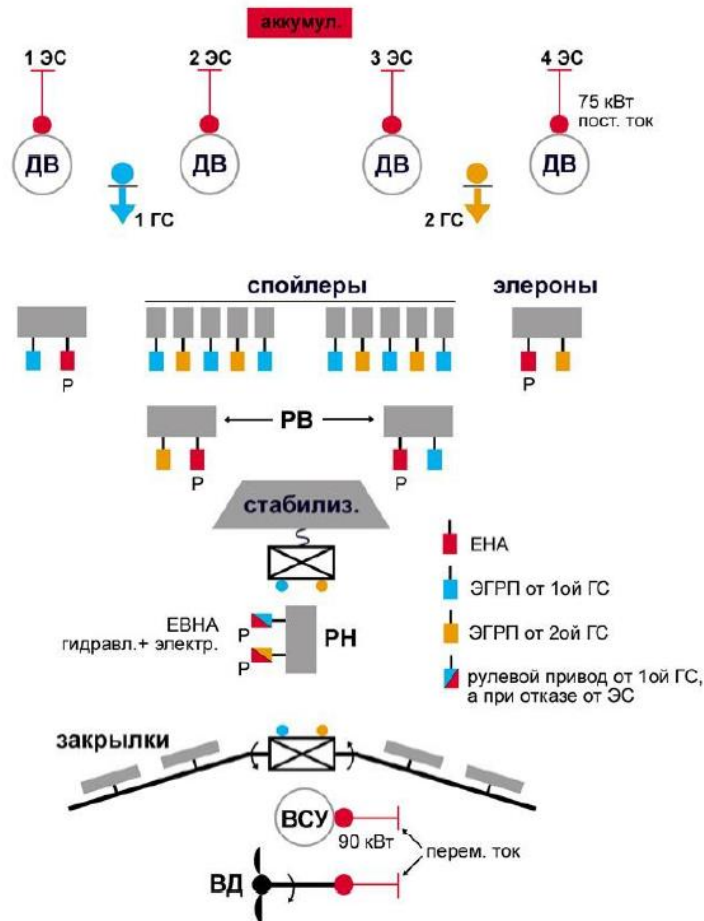 аккумул.
1 ЭС
2 ЭС
3 ЭС
4 ЭС
75 кВт
пост. ток
ДВ
ДВ
ДВ
ДВ
1 ГС
2 ГС
спойлеры
элероны
Р
Р
РВ
Р
Р
стабилиз.
ЕНА
ЭГРП от 1ой ГС
ЕВНА
гидравл.+ электр.
Р
Р
РН
ЭГРП от 2ой ГС
рулевой привод от 1ой ГС,
а при отказе от ЭС
закрылки
ВСУ
90 кВт
перем. ток
ВД